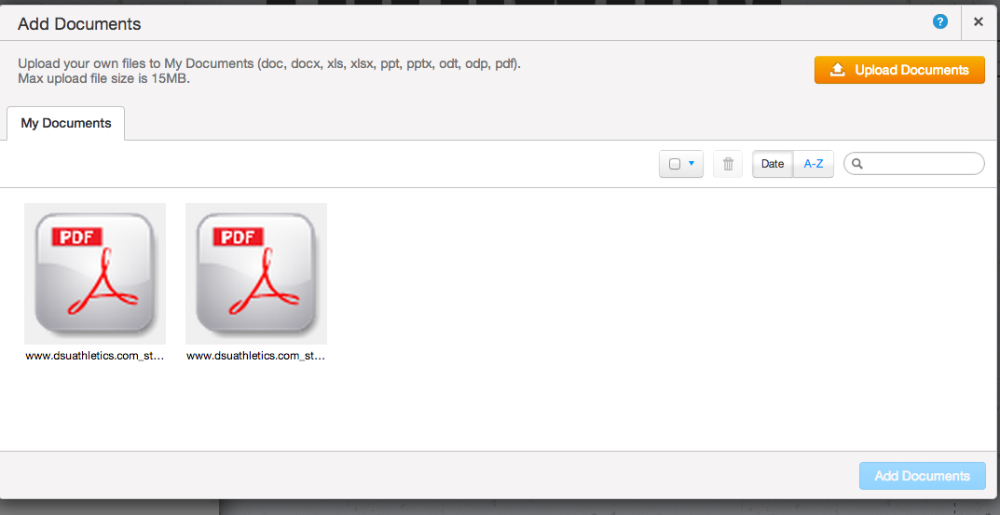 Add Documents
?
Upload your own files to My Documents (doc, docx, xls, xlsx, ppt, pptx, odt, odp, pdf).
Max upload file size is 15MB.
Upload Documents
My Documents
Date
A-Z
PDF
PDF
www.dsuathletics.com_st...
www.dsuathletics.com_st...
Add Documents